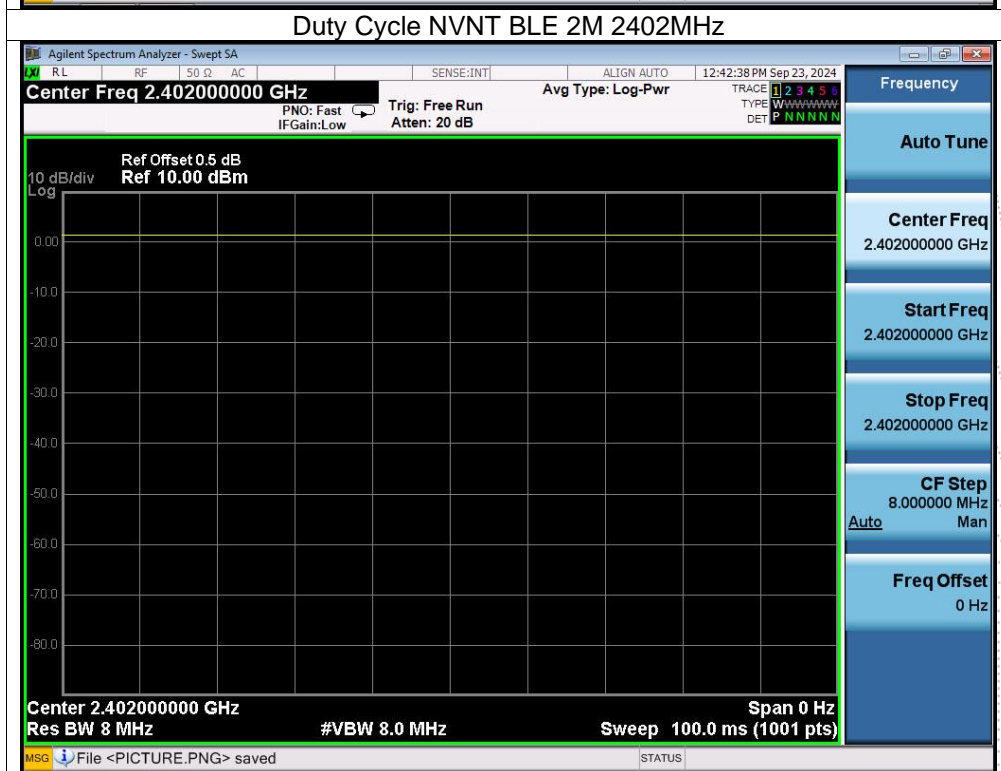 Duty Cycle NVNT BLE 2M 2402MHz
Agilent Spectrum Analyzer - Swept SA
LXI RL RF 50 Ω AC SENSE:INT ALIGN AUTO 12:42:38 PM Sep 23, 2024
Center Freq 2.402000000 GHz
PNO: Fast
IFGain:Low
Trig: Free Run
Atten: 20 dB
Avg Type: Log-Pwr
TRACE 1 2 3 4 5 6
TYPE WWWWWWW
DET P N N N N N
Ref Offset 0.5 dB
10 dB/div Ref 10.00 dBm
Log
0.00
-10.0
-20.0
-30.0
-40.0
-50.0
-60.0
-70.0
-80.0
Center 2.402000000 GHz Span 0 Hz
Res BW 8 MHz #VBW 8.0 MHz Sweep 100.0 ms (1001 pts)
MSG File <PICTURE.PNG> saved STATUS
Frequency
Auto Tune
Center Freq
2.402000000 GHz
Start Freq
2.402000000 GHz
Stop Freq
2.402000000 GHz
CF Step
8.000000 MHz
Auto Man
Freq Offset
0 Hz